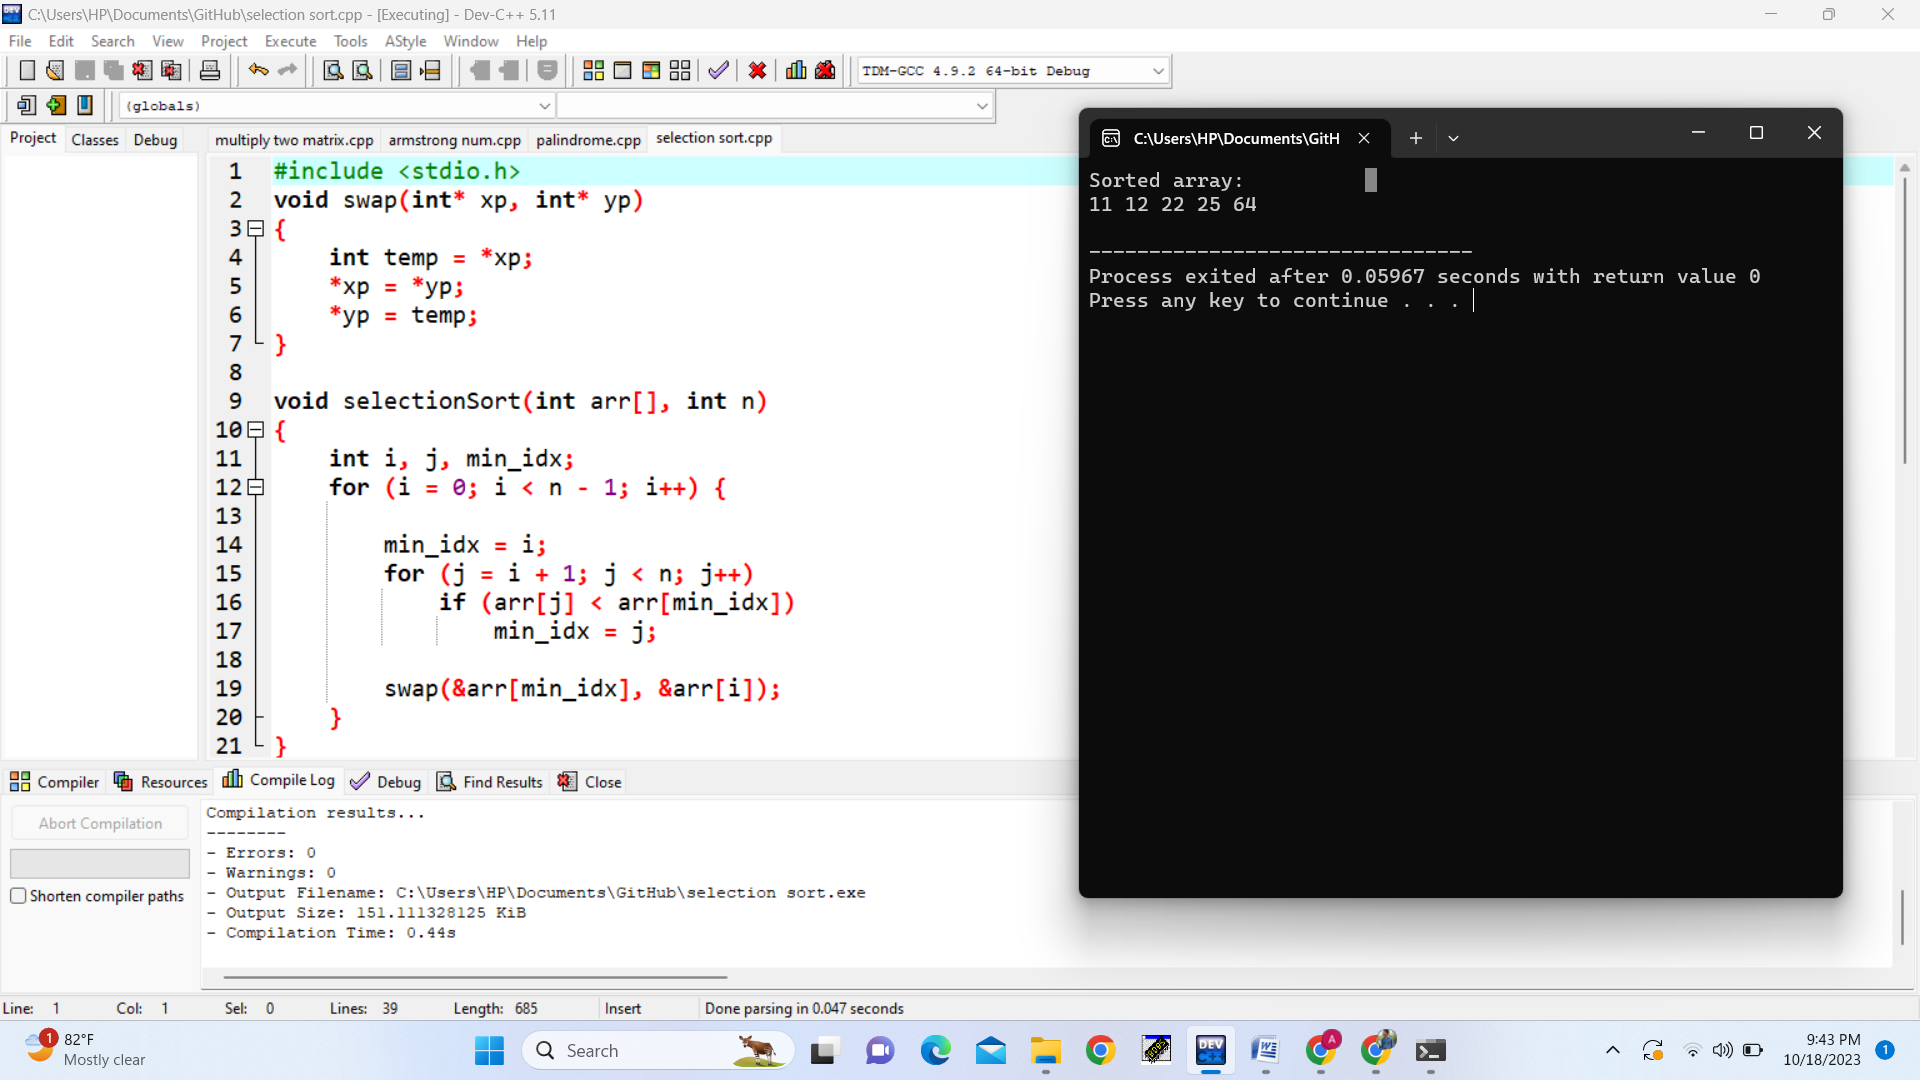 C:\Users\HP\Documents\GitHub\selection sort.cpp - [Executing] - Dev-C++ 5.11
File Edit Search View Project Execute Tools AStyle Window Help
TDM-GCC 4.9.2 64-bit Debug
(globals)
Project Classes Debug
multiply two matrix.cpp armstrong num.cpp palindrome.cpp selection sort.cpp
1 #include <stdio.h>
2 void swap(int* xp, int* yp)
3 {
4 int temp = *xp;
5 *xp = *yp;
6 *yp = temp;
7 }
8
9 void selectionSort(int arr[], int n)
10 {
11 int i, j, min_idx;
12 for (i = 0; i < n - 1; i++) {
13
14 min_idx = i;
15 for (j = i + 1; j < n; j++)
16 if (arr[j] < arr[min_idx])
17 min_idx = j;
18
19 swap(&arr[min_idx], &arr[i]);
20 }
21 }
C:\Users\HP\Documents\GitH
Sorted array:
11 12 22 25 64
--------------------------------
Process exited after 0.05967 seconds with return value 0
Press any key to continue . . .
Compiler Resources Compile Log Debug Find Results Close
Abort Compilation
Shorten compiler paths
Compilation results...
--------
- Errors: 0
- Warnings: 0
- Output Filename: C:\Users\HP\Documents\GitHub\selection sort.exe
- Output Size: 151.111328125 KiB
- Compilation Time: 0.44s
Line: 1 Col: 1 Sel: 0 Lines: 39 Length: 685 Insert Done parsing in 0.047 seconds
1
82°F
Mostly clear
Search
DEV
A
9:43 PM
10/18/2023
1